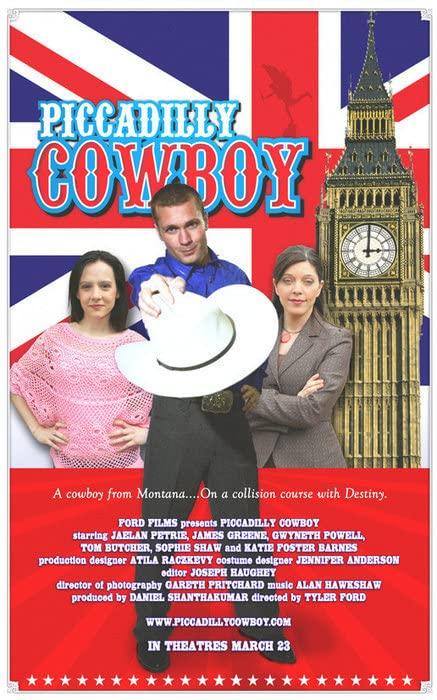 PICCADILLY
COWBOY
A cowboy from Montana....On a collision course with Destiny.
FORD FILMS presents PICCADILLY COWBOY
starring JAELAN PETRIE, JAMES GREENE, GWYNETH POWELL,
TOM BUTCHER, SOPHIE SHAW and KATIE FOSTER BARNES
production designer ATILA RACZKEVY costume designer JENNIFER ANDERSON
editor JOSEPH HAUGHEY
director of photography GARETH PRITCHARD music ALAN HAWKSHAW
produced by DANIEL SHANTHAKUMAR directed by TYLER FORD
WWW.PICCADILLYCOWBOY.COM
IN THEATRES MARCH 23